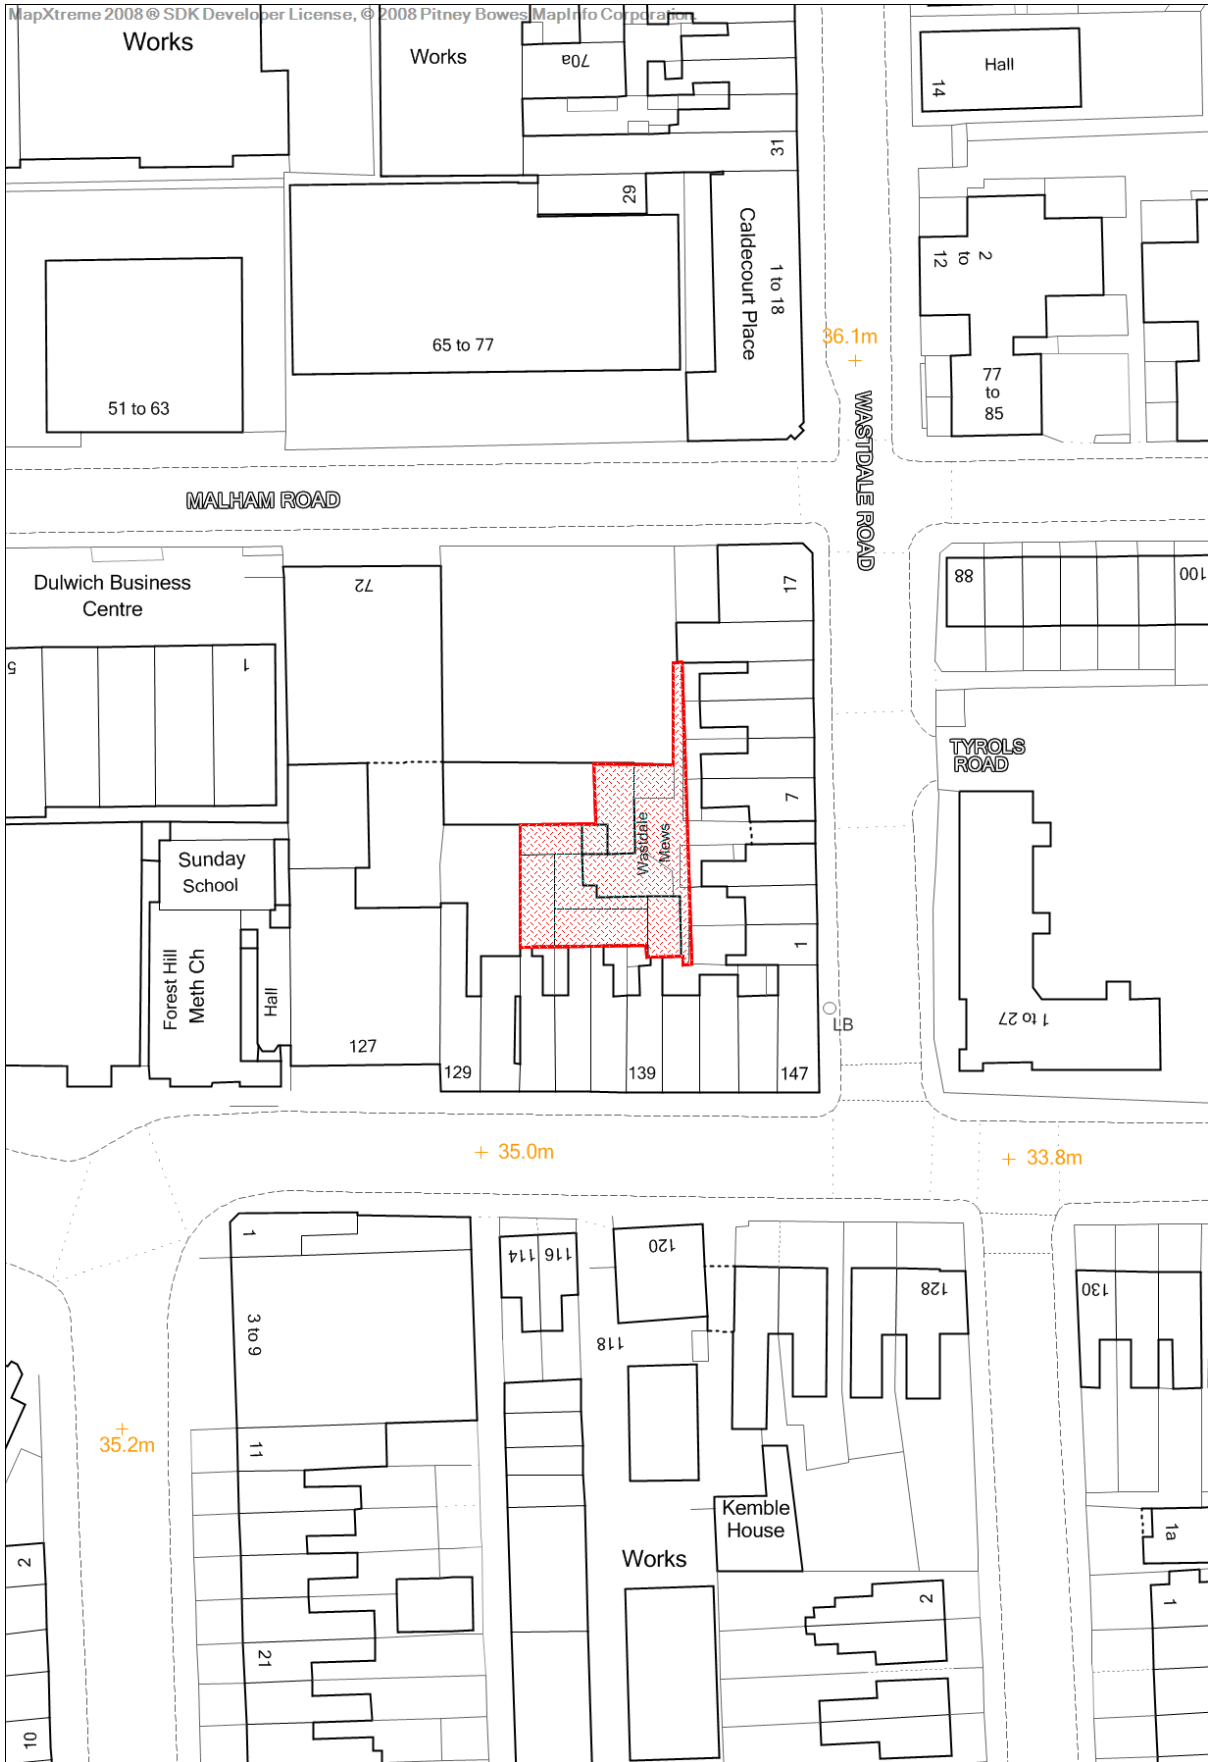 MapXtreme 2008 ® SDK Developer License, © 2008 Pitney Bowes MapInfo Corporation.
Works
Works
70a
Hall
14
31
29
Caldecourt Place
1 to 18
12
to
2
36.1m
65 to 77
51 to 63
77
to
85
WASTDALE ROAD
MALHAM ROAD
Dulwich Business
Centre
72
17
88
100
5
1
TYROLS
ROAD
7
Wastdale
Mews
Sunday
School
1
Forest Hill
Meth Ch
Hall
LB
1 to 27
127
129
139
147
35.0m
33.8m
1
114
116
120
128
130
3 to 9
118
35.2m
11
Kemble
House
1a
Works
2
2
1
21
10